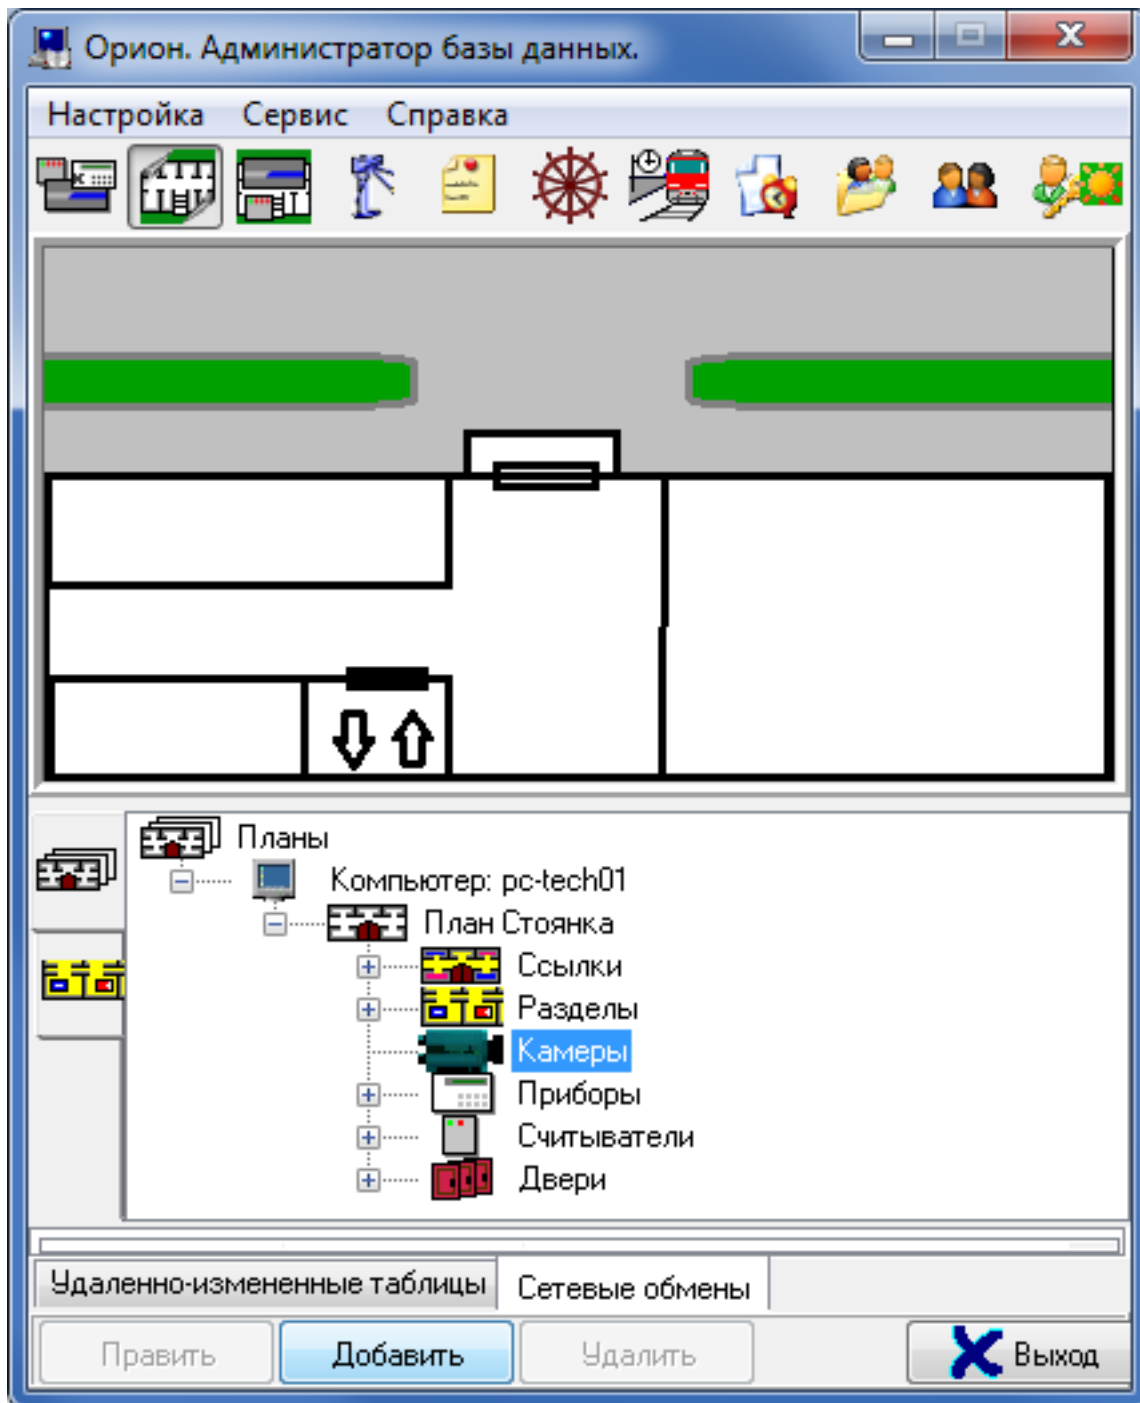 Орион. Администратор базы данных.
Настройка Сервис Справка
Планы
Компьютер: pc-tech01
План Стоянка
Ссылки
Разделы
Камеры
Приборы
Считыватели
Двери
Удаленно-измененные таблицы Сетевые обмены
Править Добавить Удалить Выход